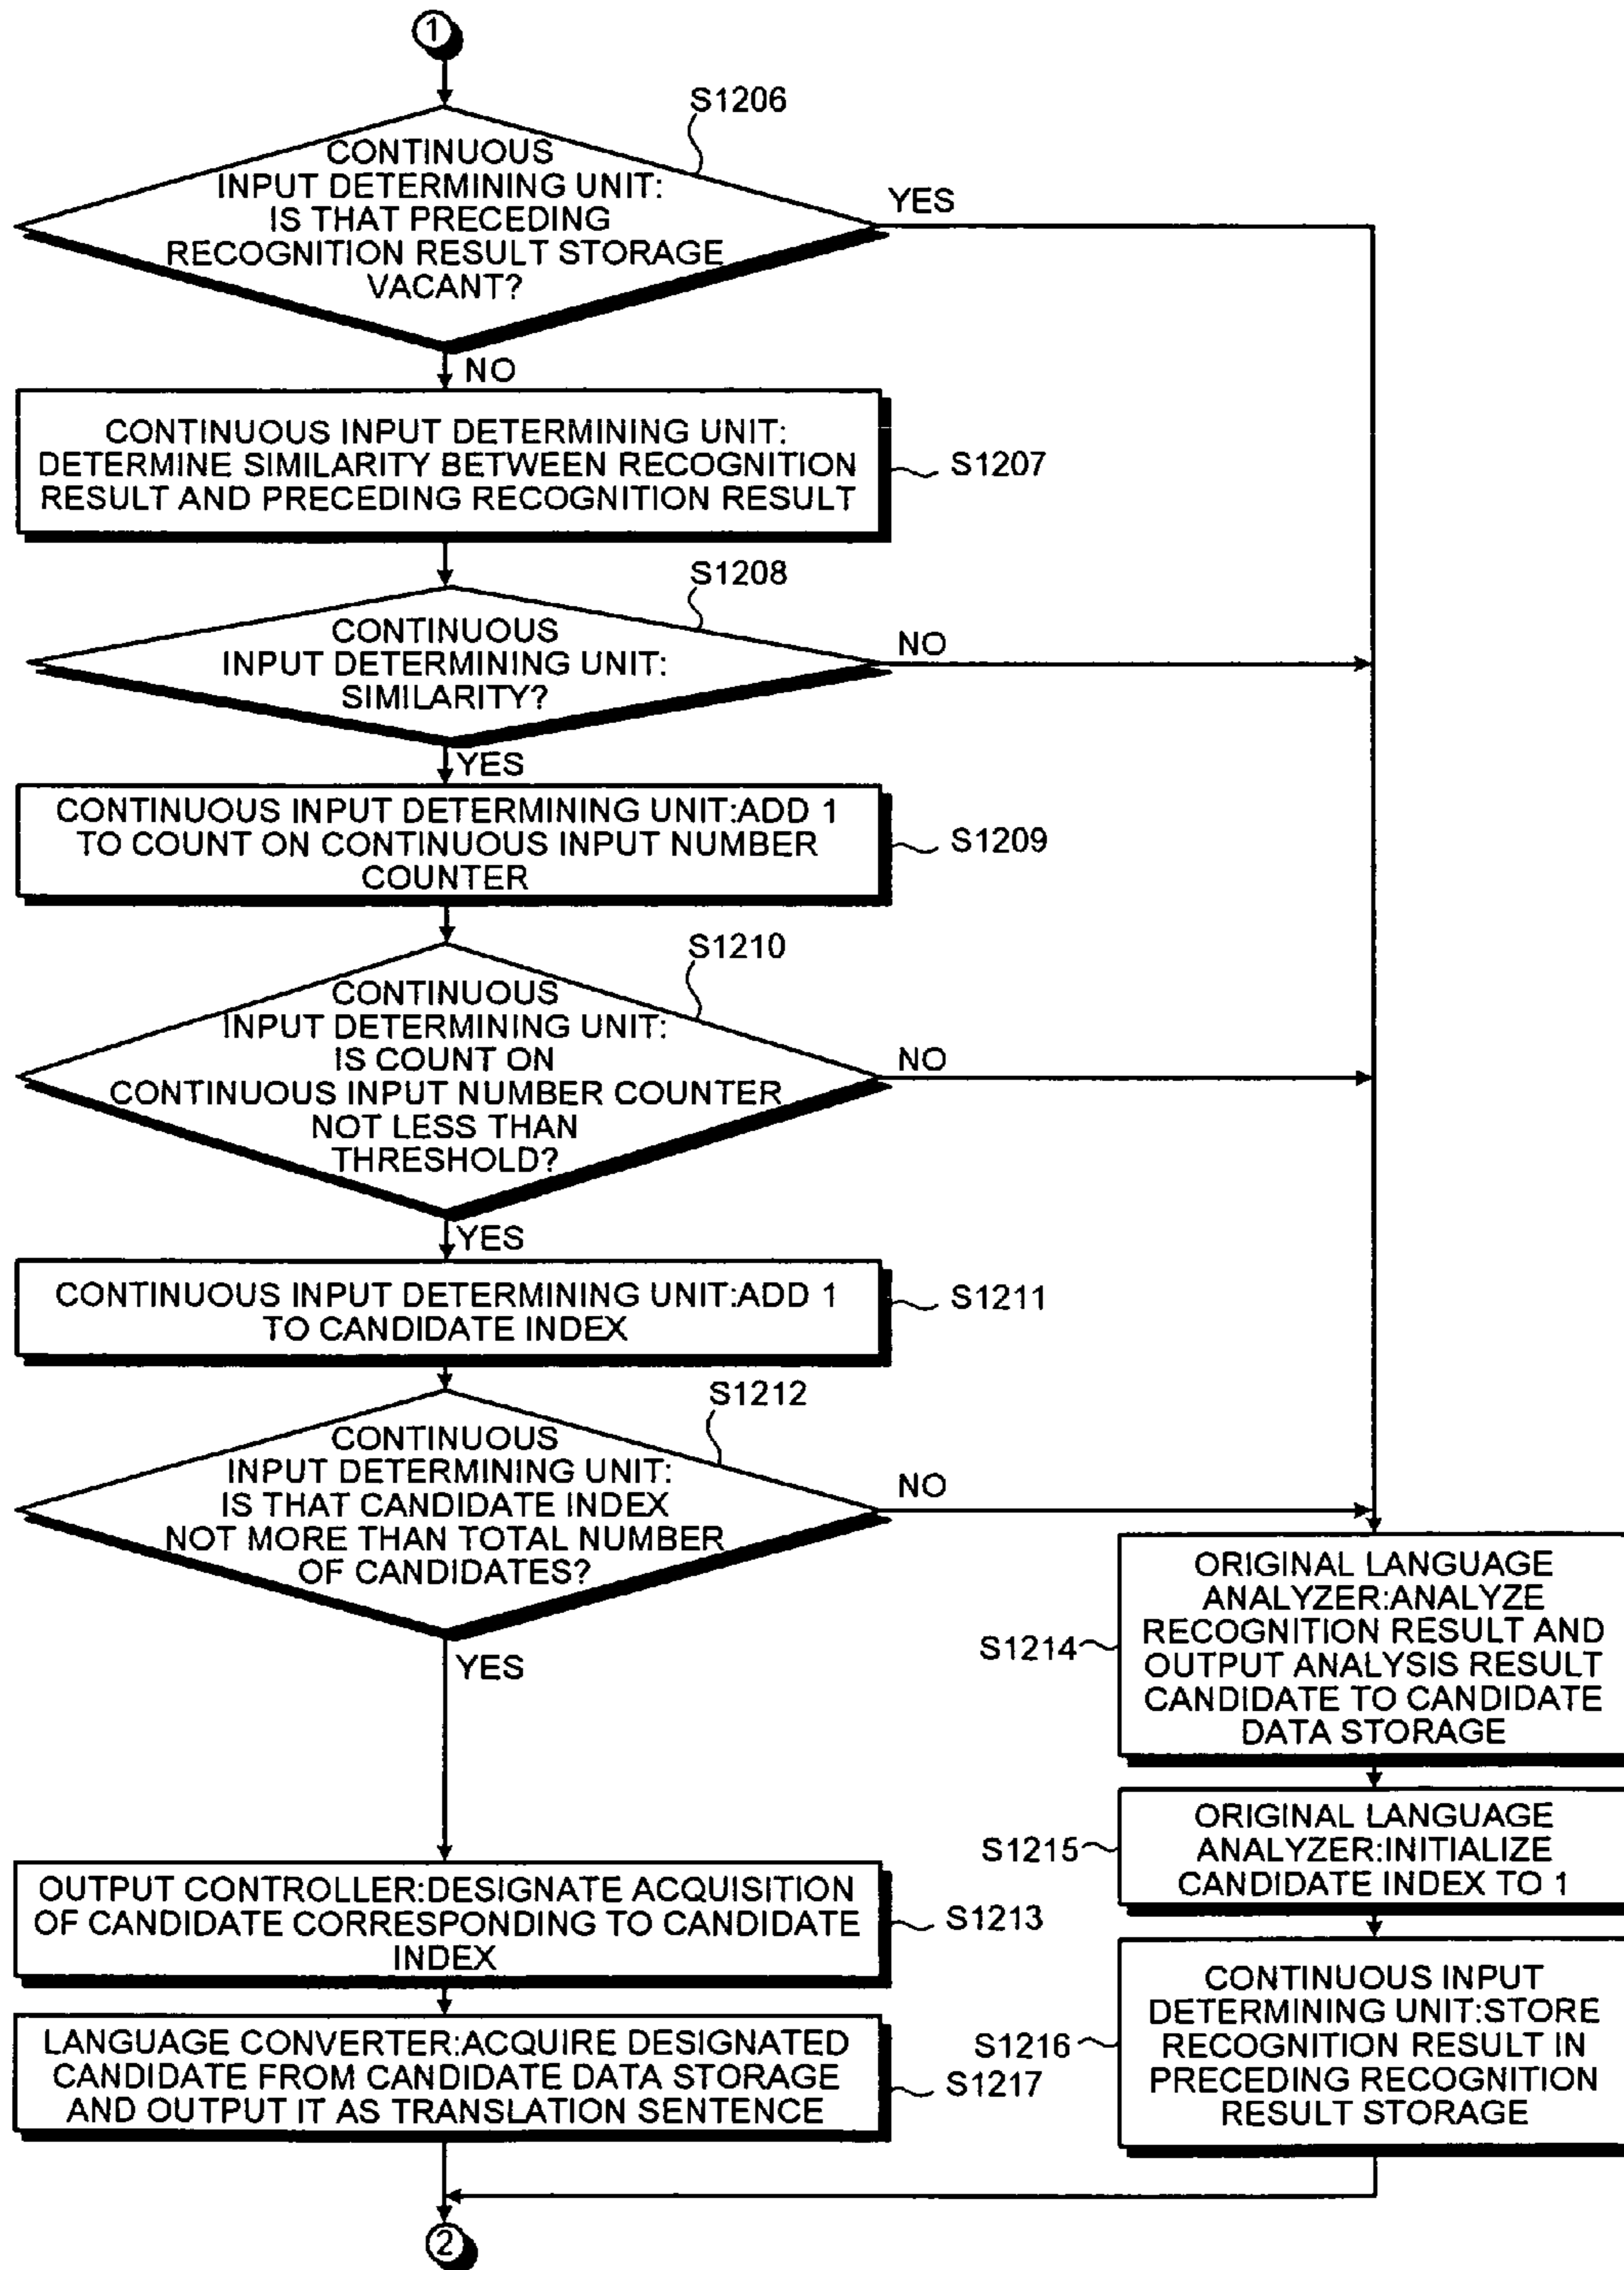 1
S1206
CONTINUOUS
INPUT DETERMINING UNIT:
IS THAT PRECEDING
RECOGNITION RESULT STORAGE
VACANT?
YES
NO
CONTINUOUS INPUT DETERMINING UNIT:
DETERMINE SIMILARITY BETWEEN RECOGNITION
RESULT AND PRECEDING RECOGNITION RESULT
S1207
S1208
CONTINUOUS
INPUT DETERMINING UNIT:
SIMILARITY?
NO
YES
CONTINUOUS INPUT DETERMINING UNIT:ADD 1
TO COUNT ON CONTINUOUS INPUT NUMBER
COUNTER
S1209
S1210
CONTINUOUS
INPUT DETERMINING UNIT:
IS COUNT ON
CONTINUOUS INPUT NUMBER COUNTER
NOT LESS THAN
THRESHOLD?
NO
YES
CONTINUOUS INPUT DETERMINING UNIT:ADD 1
TO CANDIDATE INDEX
S1211
S1212
CONTINUOUS
INPUT DETERMINING UNIT:
IS THAT CANDIDATE INDEX
NOT MORE THAN TOTAL NUMBER
OF CANDIDATES?
NO
YES
ORIGINAL LANGUAGE
ANALYZER:ANALYZE
RECOGNITION RESULT AND
OUTPUT ANALYSIS RESULT
CANDIDATE TO CANDIDATE
DATA STORAGE
S1214
ORIGINAL LANGUAGE
ANALYZER:INITIALIZE
CANDIDATE INDEX TO 1
S1215
OUTPUT CONTROLLER:DESIGNATE ACQUISITION
OF CANDIDATE CORRESPONDING TO CANDIDATE
INDEX
S1213
CONTINUOUS INPUT
DETERMINING UNIT:STORE
RECOGNITION RESULT IN
PRECEDING RECOGNITION
RESULT STORAGE
S1216
LANGUAGE CONVERTER:ACQUIRE DESIGNATED
CANDIDATE FROM CANDIDATE DATA STORAGE
AND OUTPUT IT AS TRANSLATION SENTENCE
S1217
2